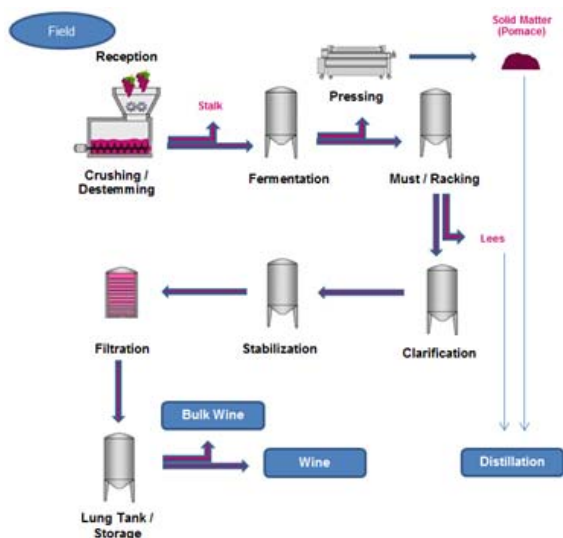 Field
Reception
Solid Matter
(Pomace)
Pressing
Stalk
Crushing /
Destemming
Fermentation
Must / Racking
Lees
Filtration
Stabilization
Clarification
Bulk Wine
Wine
Distillation
Lung Tank /
Storage